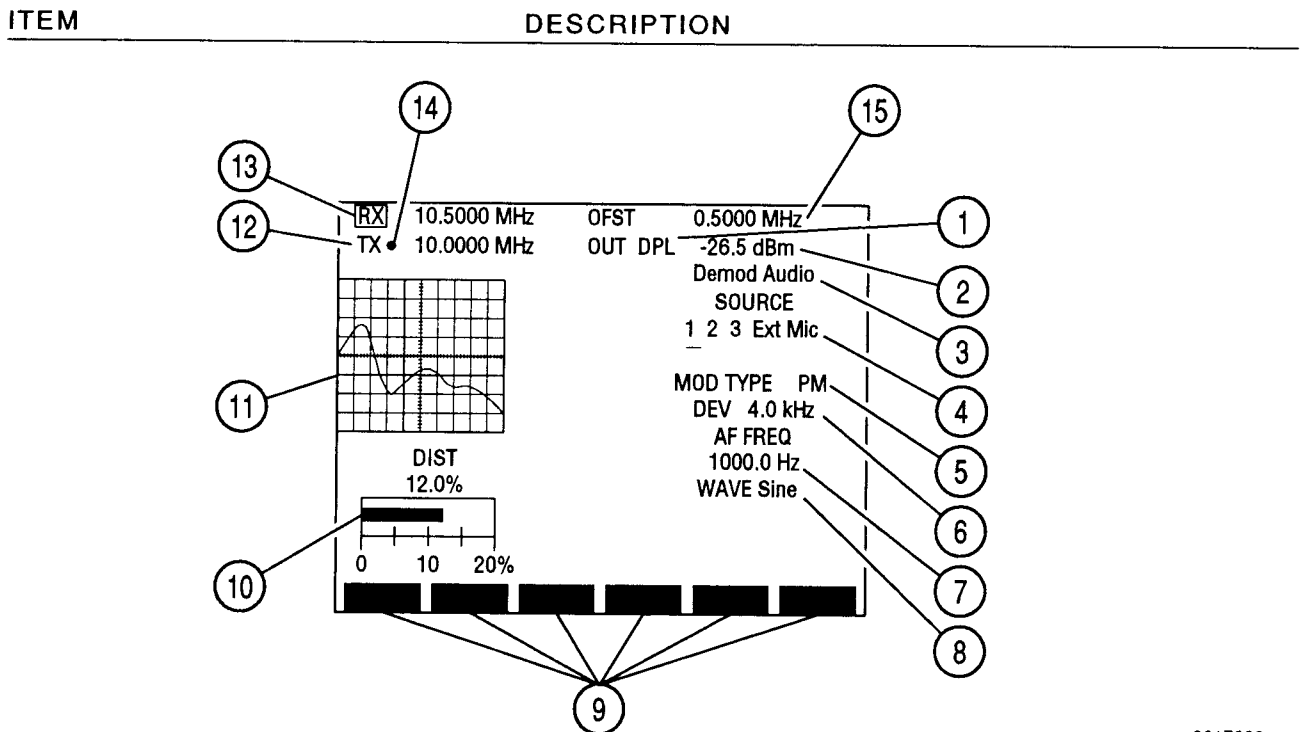 ITEM DESCRIPTION
14
15
13
RX 10.5000 MHz OFST 0.5000 MHz
1
12
TX 10.0000 MHz OUT DPL -26.5 dBm
Demod Audio
2
SOURCE
1 2 3 Ext Mic
3
MOD TYPE PM
11
DEV 4.0 kHz
4
AF FREQ
DIST
1000.0 Hz
5
12.0%
WAVE Sine
6
0 10 20%
10
7
8
9